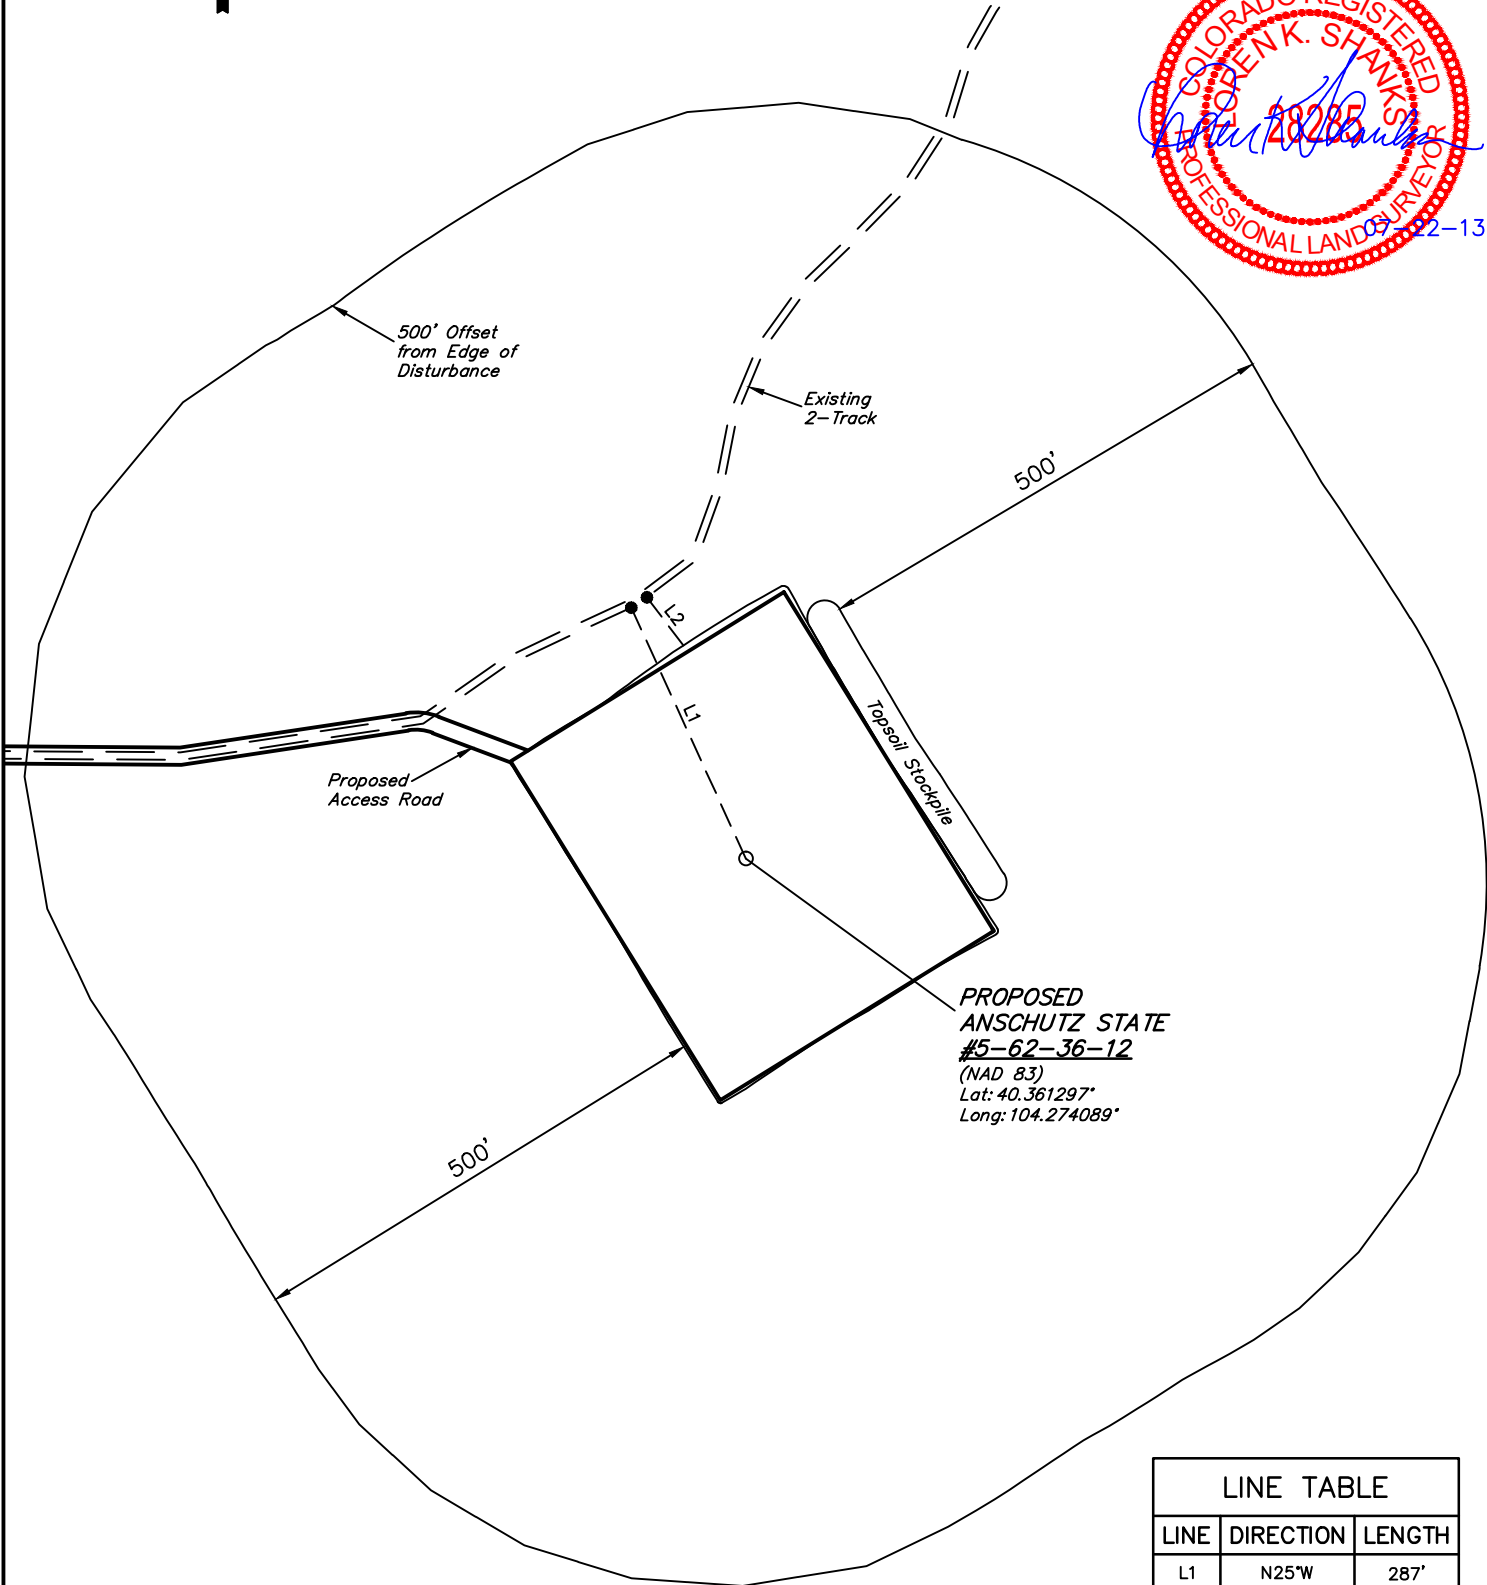 COLORADO REGISTERED
LOREN K. SHANKS
28285
PROFESSIONAL LAND SURVEYOR
07-22-13
500' Offset
from Edge of
Disturbance
Existing
2-Track
500'
L2
L1
Topsoil Stockpile
Proposed
Access Road
PROPOSED
ANSCHUTZ STATE
#5-62-36-12
(NAD 83)
Lat: 40.361297°
Long: 104.274089°
500'
LINE TABLE
LINE DIRECTION LENGTH
L1 N25°W 287'